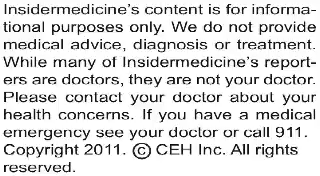 Insidermedicine's content is for informa-
tional purposes only. We do not provide
medical advice, diagnosis or treatment.
While many of Insidermedicine's report-
ers are doctors, they are not your doctor.
Please contact your doctor about your
health concerns. If you have a medical
emergency see your doctor or call 911.
Copyright 2011. © CEH Inc. All rights
reserved.